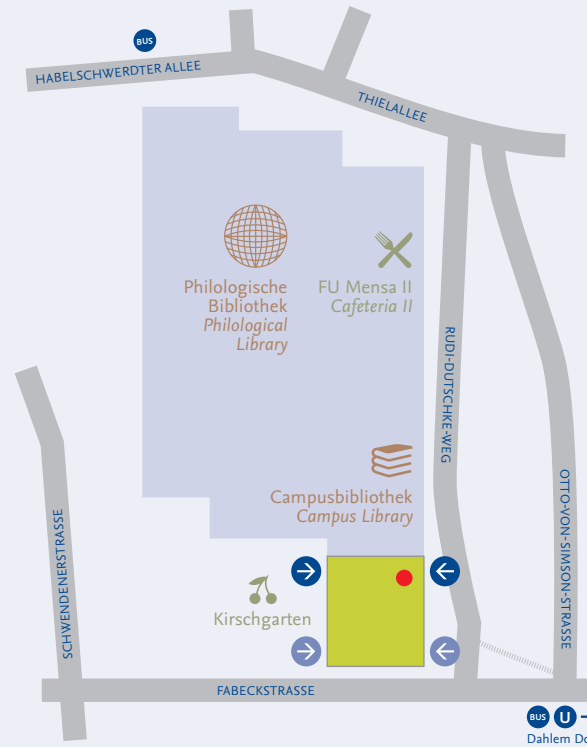 BUS
HABELSCHWERDTER ALLEE
THIELALLEE
Philologische
Bibliothek
Philological
Library
FU Mensa II
Cafeteria II
RUDI-DUTSCHKE-WEG
Campusbibliothek
Campus Library
OTTO-VON-SIMSON-STRASSE
SCHWENDENERSTRASSE
Kirschgarten
FABECKSTRASSE
BUS U
Dahlem Do